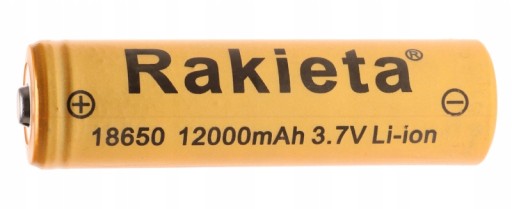 Rakieta®
⊕ ⊖
18650 12000mAh 3.7V Li-ion